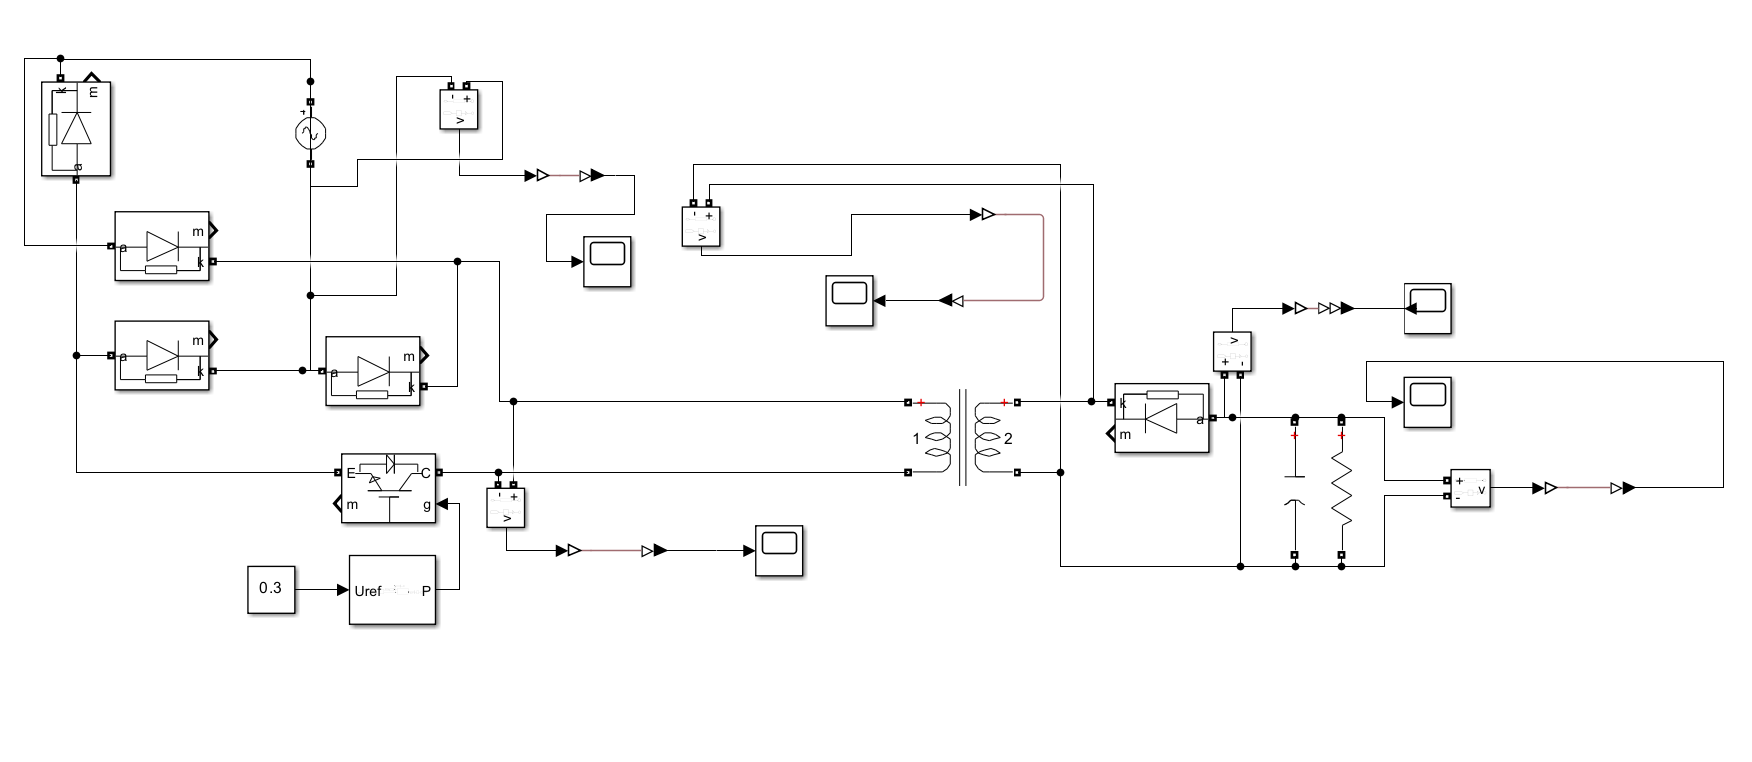 k
m
a
+
- +
v
a
m
k
- +
v
a
m
k
a
m
k
v
+ -
1
+
+
2
k
m
a
+
+
E
C
m
g
- +
v
+
-
v
0.3
Uref
P